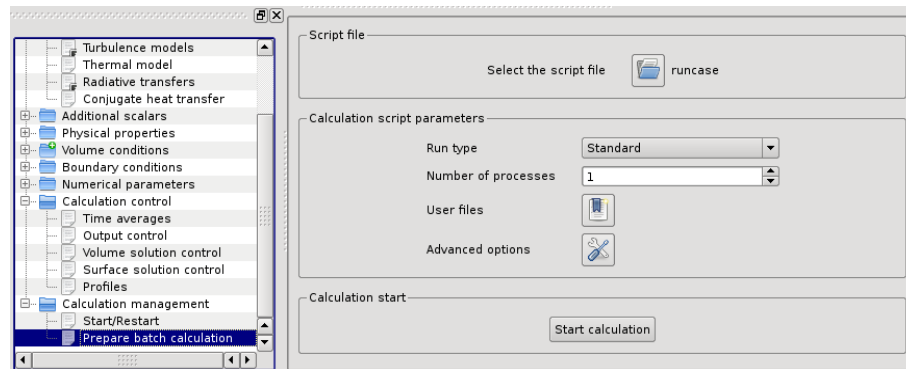 Turbulence models
Thermal model
Radiative transfers
Conjugate heat transfer
Additional scalars
Physical properties
Volume conditions
Boundary conditions
Numerical parameters
Calculation control
Time averages
Output control
Volume solution control
Surface solution control
Profiles
Calculation management
Start/Restart
Prepare batch calculation
Script file
Select the script file runcase
Calculation script parameters
Run type Standard
Number of processes 1
User files
Advanced options
Calculation start
Start calculation